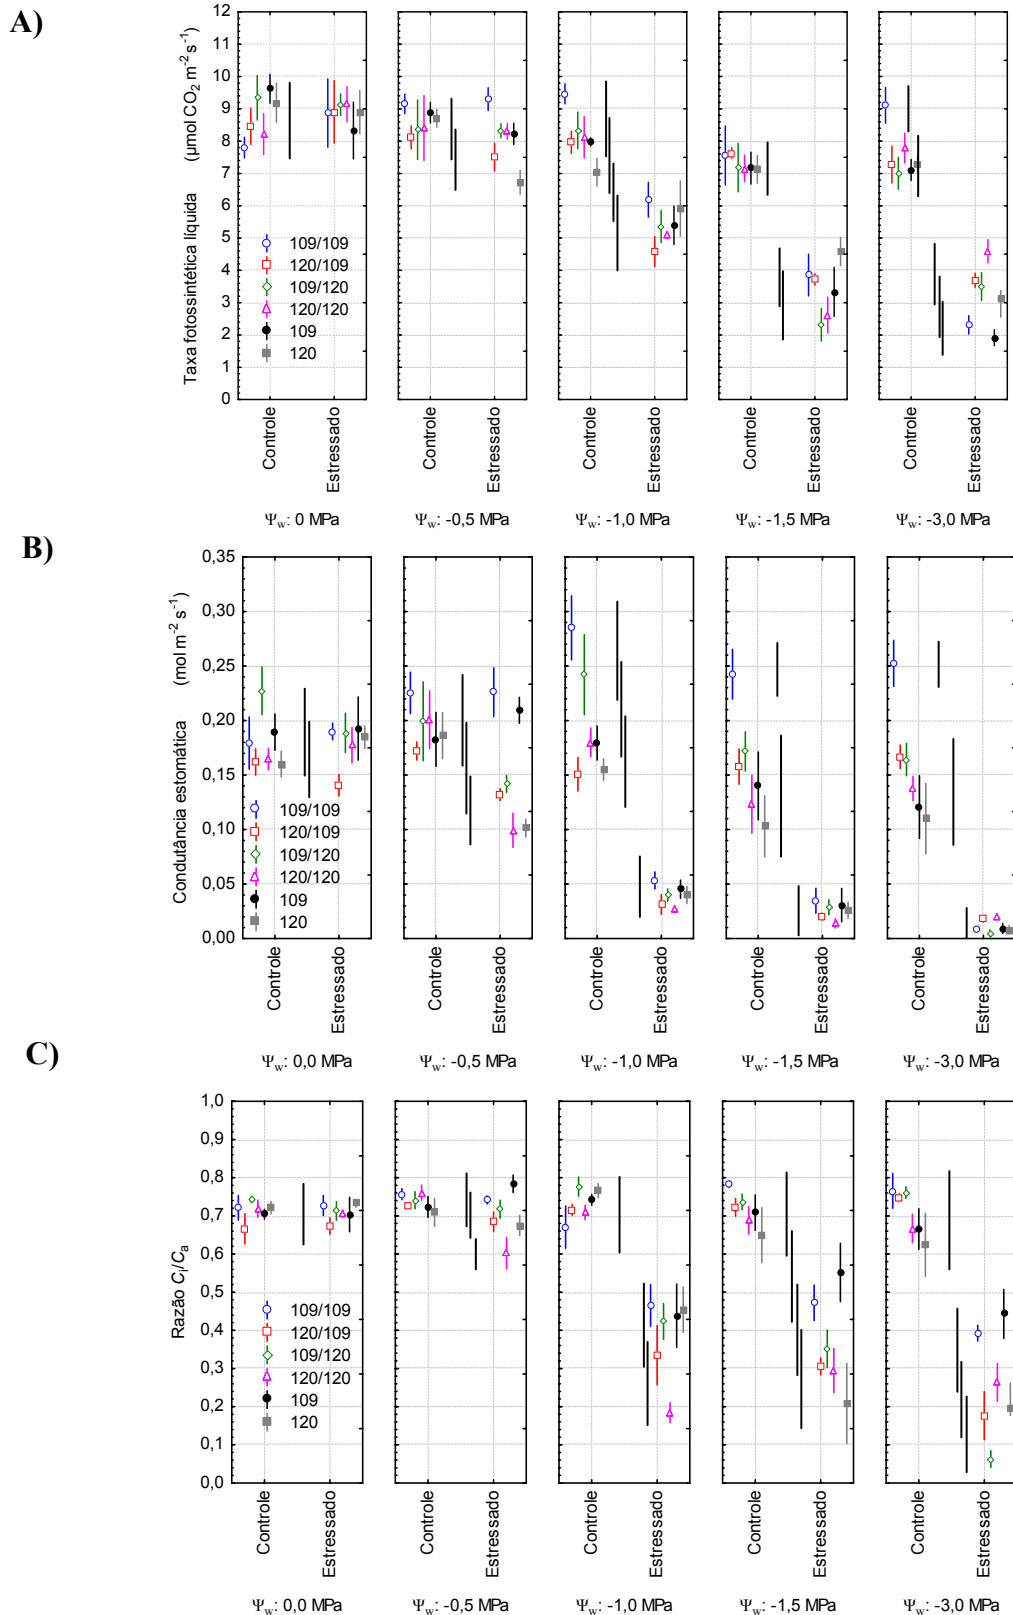 A)
Taxa fotossintética líquida (µmol CO₂ m⁻² s⁻¹)
12
11
10
9
8
7
6
5
4
3
2
1
0
109/109
120/109
109/120
120/120
109
120
Controle
Estressado
Controle
Estressado
Controle
Estressado
Controle
Estressado
Controle
Estressado
Ψw: 0 MPa
Ψw: -0,5 MPa
Ψw: -1,0 MPa
Ψw: -1,5 MPa
Ψw: -3,0 MPa
B)
Condutância estomática (mol m⁻² s⁻¹)
0,35
0,30
0,25
0,20
0,15
0,10
0,05
0,00
109/109
120/109
109/120
120/120
109
120
Controle
Estressado
Controle
Estressado
Controle
Estressado
Controle
Estressado
Controle
Estressado
Ψw: 0,0 MPa
Ψw: -0,5 MPa
Ψw: -1,0 MPa
Ψw: -1,5 MPa
Ψw: -3,0 MPa
C)
Razão Ci/Ca
1,0
0,9
0,8
0,7
0,6
0,5
0,4
0,3
0,2
0,1
0,0
109/109
120/109
109/120
120/120
109
120
Controle
Estressado
Controle
Estressado
Controle
Estressado
Controle
Estressado
Controle
Estressado
Ψw: 0,0 MPa
Ψw: -0,5 MPa
Ψw: -1,0 MPa
Ψw: -1,5 MPa
Ψw: -3,0 MPa